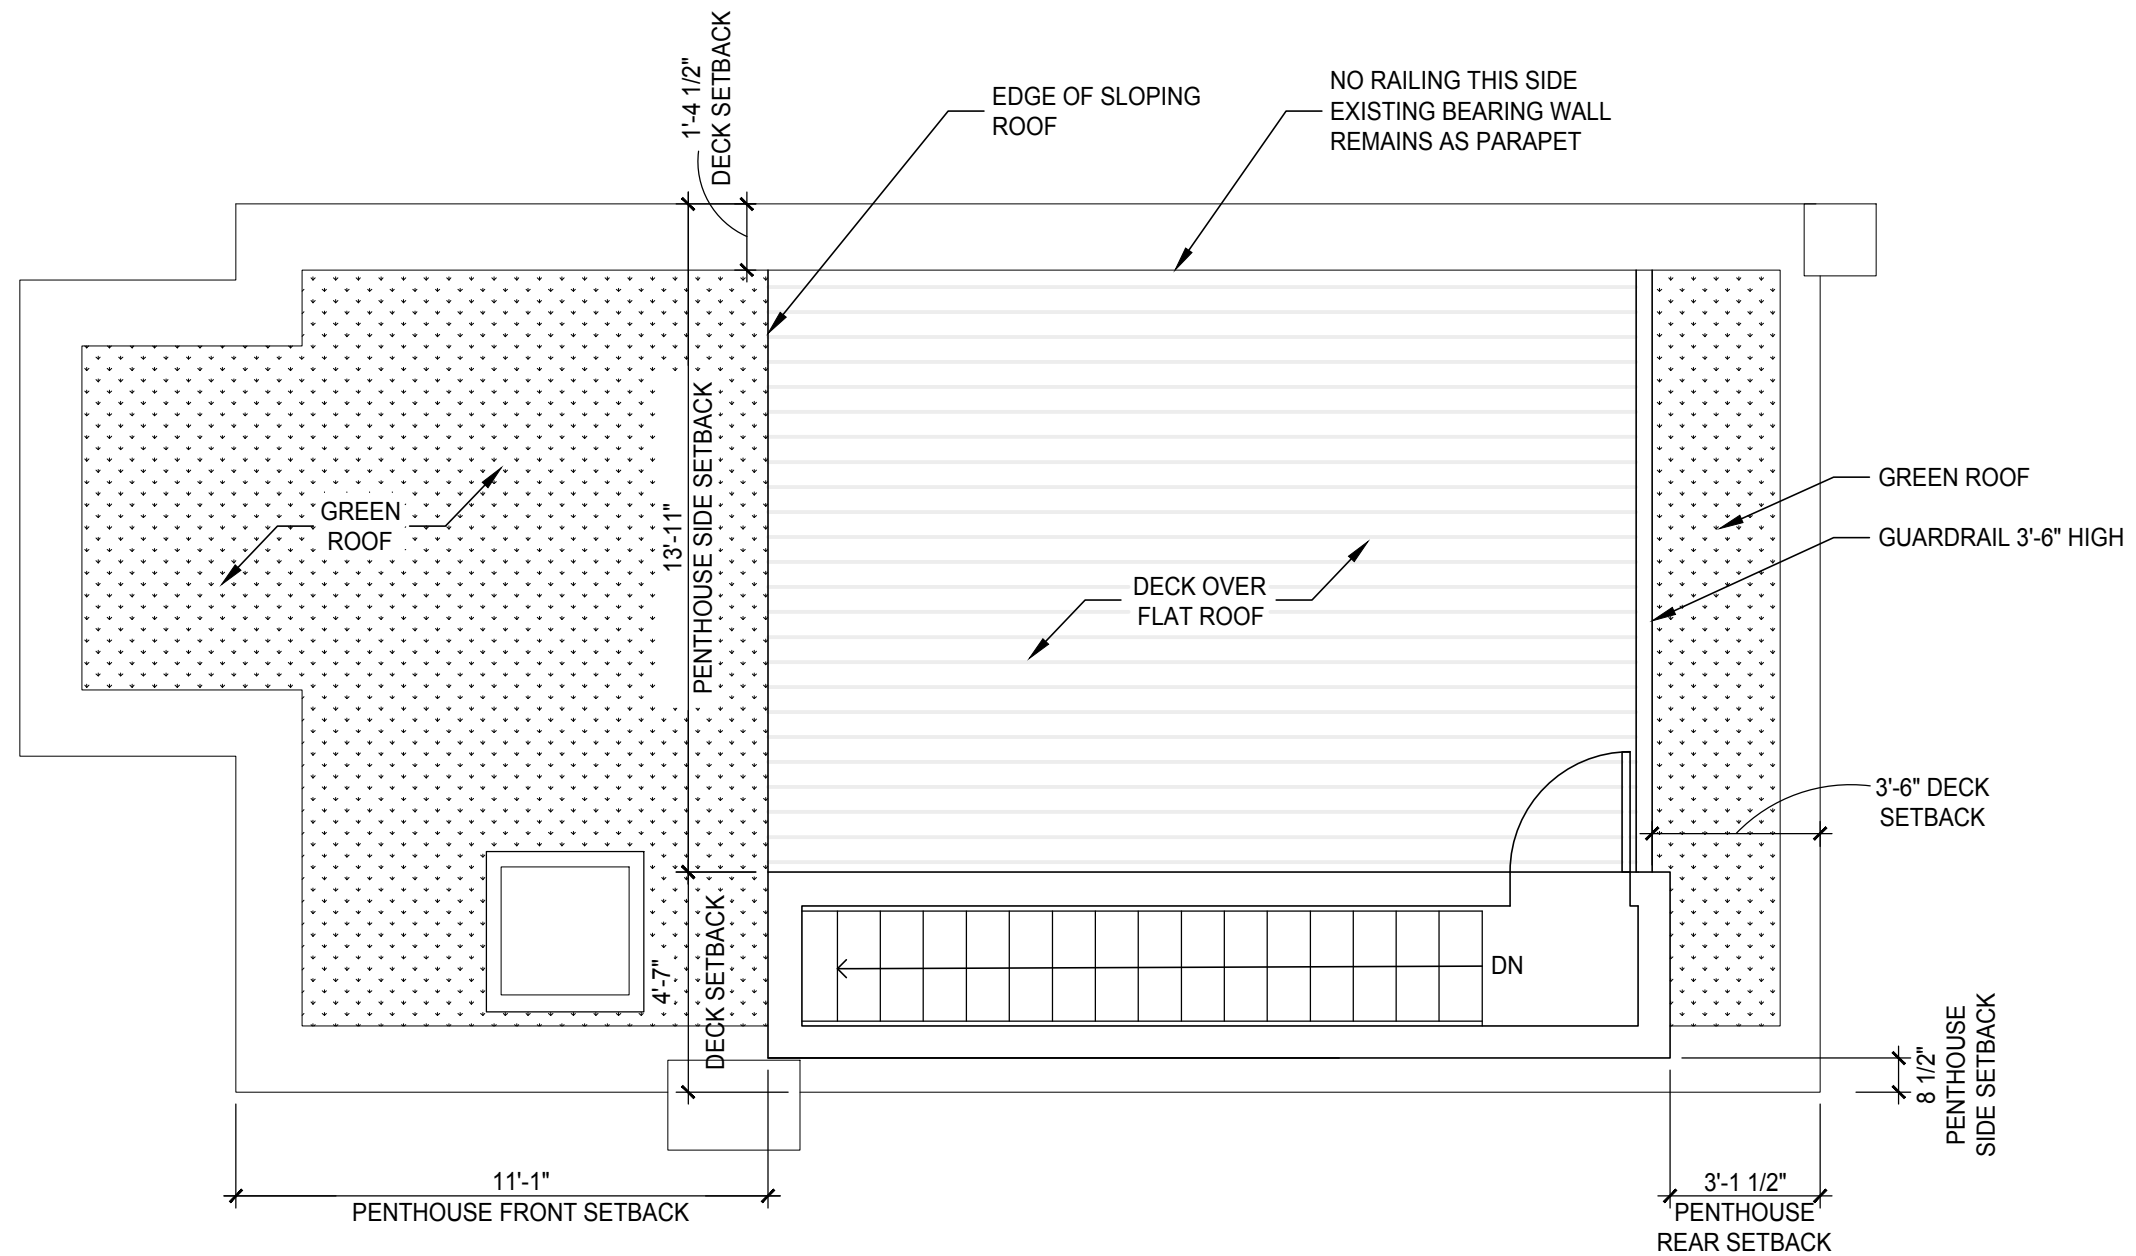 1'-4 1/2"
DECK SETBACK
EDGE OF SLOPING
ROOF
NO RAILING THIS SIDE
EXISTING BEARING WALL
REMAINS AS PARAPET
GREEN
ROOF
13'-11"
PENTHOUSE SIDE SETBACK
DECK OVER
FLAT ROOF
GREEN ROOF
GUARDRAIL 3'-6" HIGH
3'-6" DECK
SETBACK
4'-7"
DECK SETBACK
DN
8 1/2"
PENTHOUSE
SIDE SETBACK
11'-1"
PENTHOUSE FRONT SETBACK
3'-1 1/2"
PENTHOUSE
REAR SETBACK